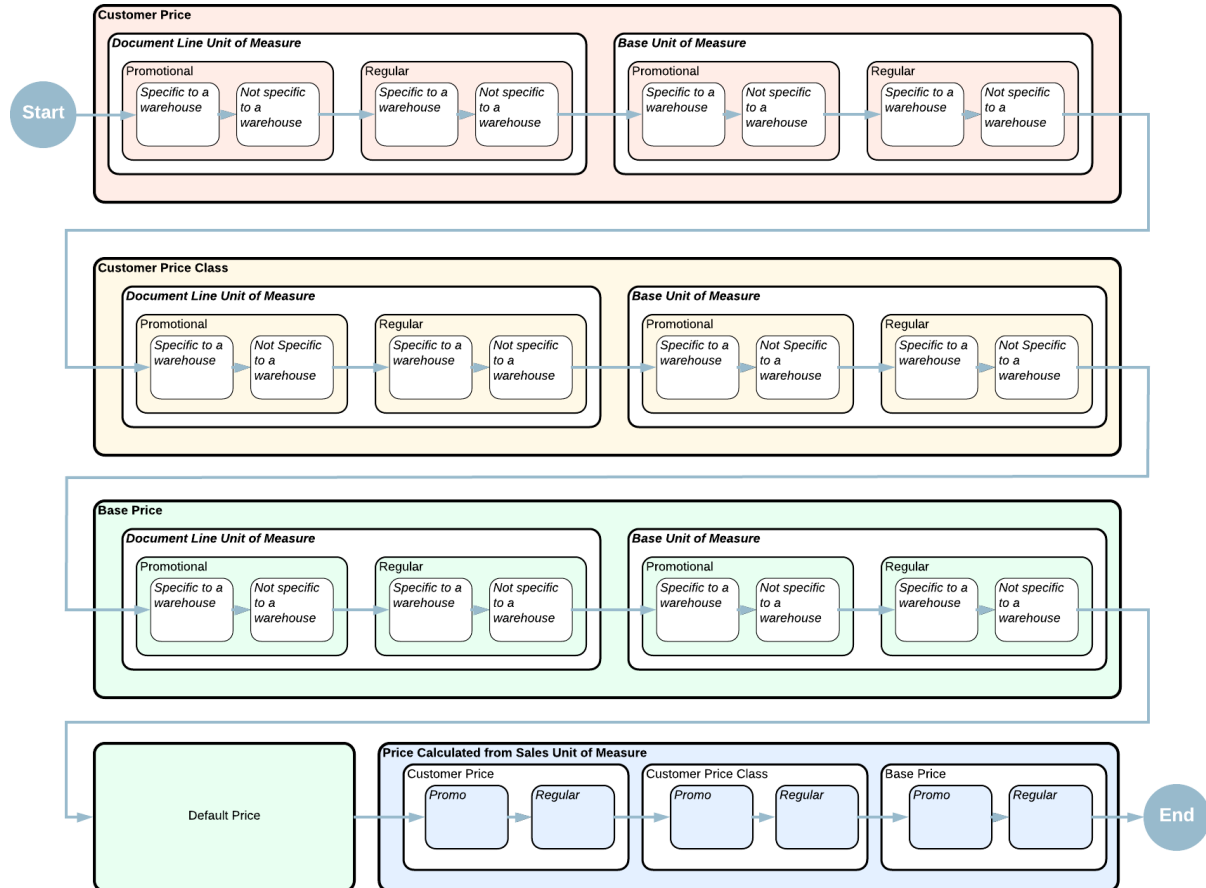 Customer Price
Document Line Unit of Measure
Promotional
Specific to a
warehouse
Not specific
to a
warehouse
Regular
Specific to a
warehouse
Not specific
to a
warehouse
Base Unit of Measure
Promotional
Specific to a
warehouse
Not specific
to a
warehouse
Regular
Specific to a
warehouse
Not specific
to a
warehouse
Start
Customer Price Class
Document Line Unit of Measure
Promotional
Specific to a
warehouse
Not Specific
to a
warehouse
Regular
Specific to a
warehouse
Not specific
to a
warehouse
Base Unit of Measure
Promotional
Specific to a
warehouse
Not Specific
to a
warehouse
Regular
Specific to a
warehouse
Not Specific
to a
warehouse
Base Price
Document Line Unit of Measure
Promotional
Specific to a
warehouse
Not specific
to a
warehouse
Regular
Specific to a
warehouse
Not specific
to a
warehouse
Base Unit of Measure
Promotional
Specific to a
warehouse
Not specific
to a
warehouse
Regular
Specific to a
warehouse
Not specific
to a
warehouse
Default Price
Price Calculated from Sales Unit of Measure
Customer Price
Promo
Regular
Customer Price Class
Promo
Regular
Base Price
Promo
Regular
End